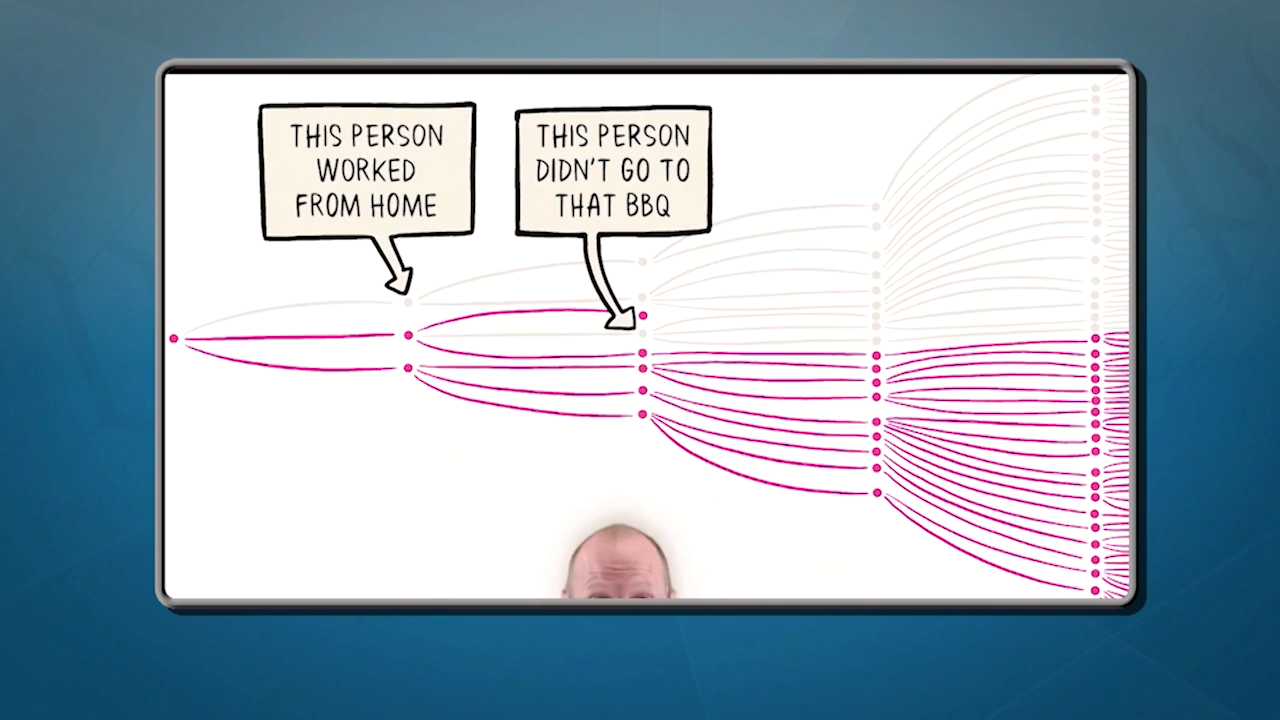 THIS PERSON
WORKED
FROM HOME
THIS PERSON
DIDN'T GO TO
THAT BBQ